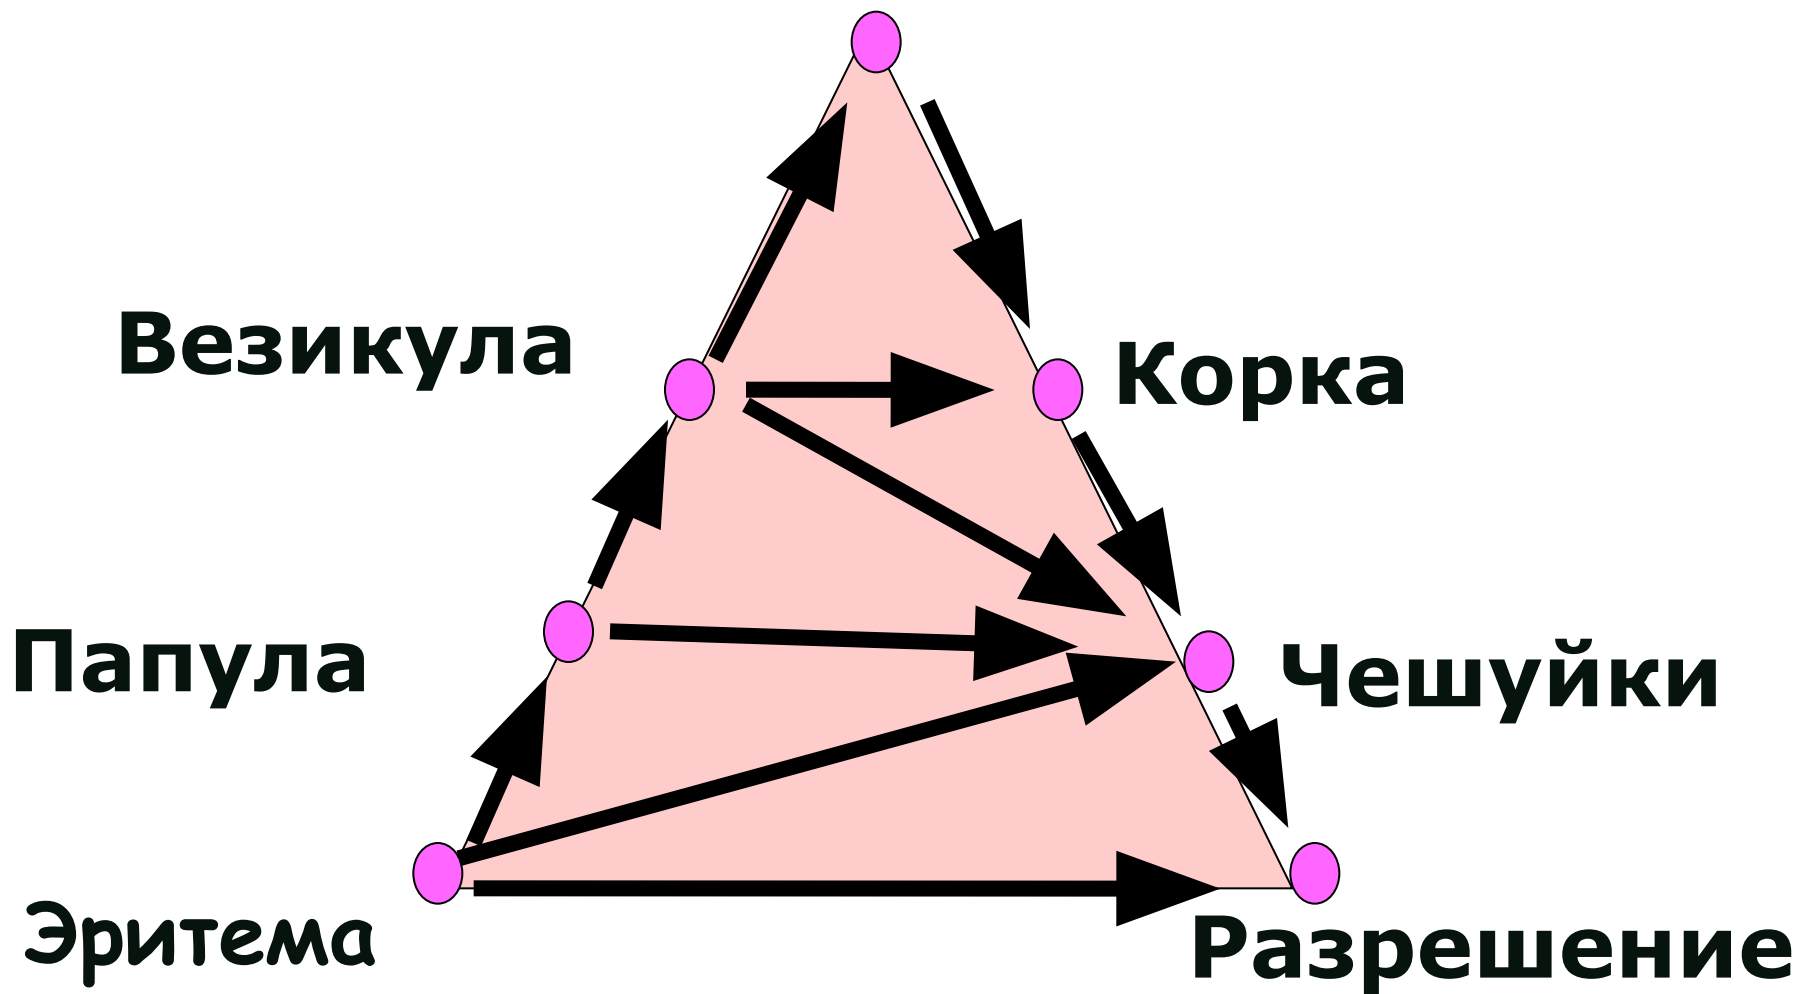 Везикула
Корка
Папула
Чешуйки
Эритема
Разрешение